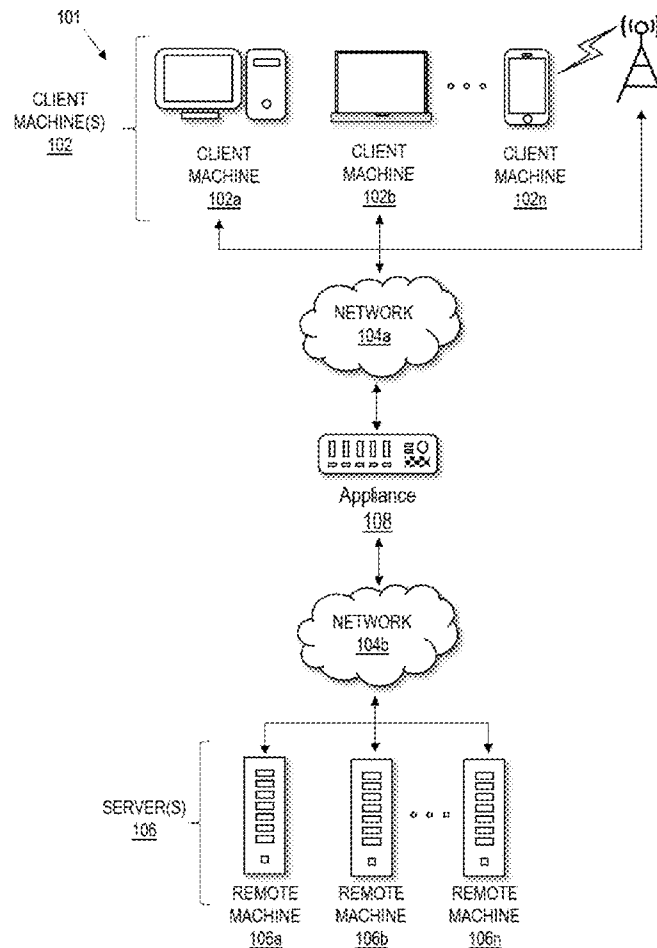 101
CLIENT
MACHINE(S)
102
CLIENT
MACHINE
102a
CLIENT
MACHINE
102b
CLIENT
MACHINE
102n
NETWORK
104a
Appliance
108
NETWORK
104b
SERVER(S)
106
REMOTE
MACHINE
106a
REMOTE
MACHINE
106b
REMOTE
MACHINE
106n